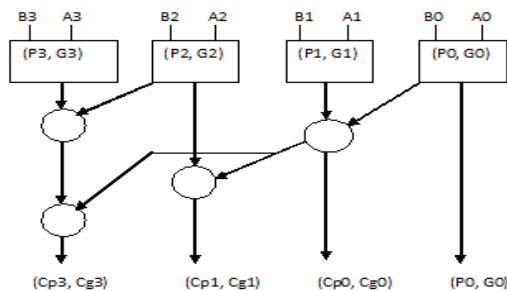 B3 A3 B2 A2 B1 A1 B0 A0
(P3, G3) (P2, G2) (P1, G1) (P0, G0)
(Cp3, Cg3) (Cp1, Cg1) (Cp0, Cg0) (P0, G0)